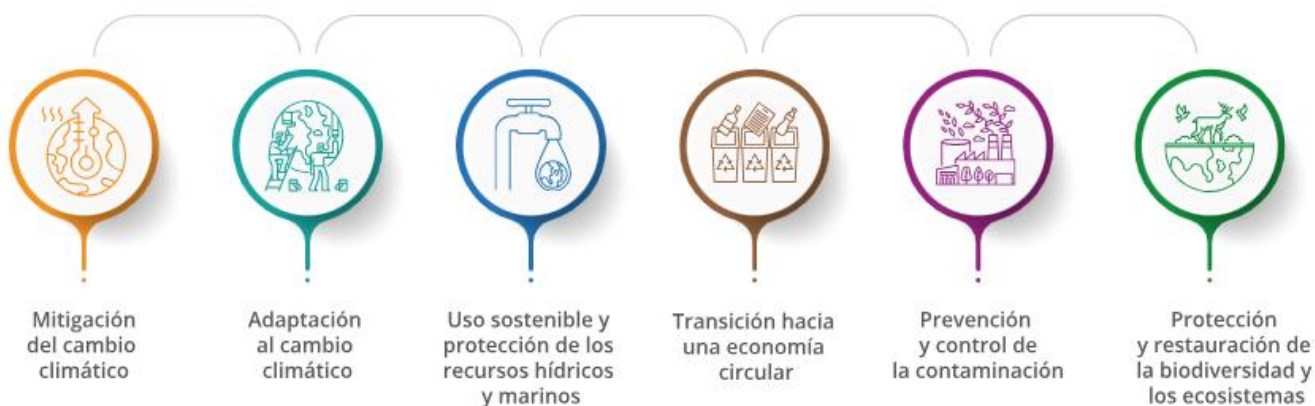 Mitigación
del cambio
climático
Adaptación
al cambio
climático
Uso sostenible y
protección de los
recursos hídricos
y marinos
Transición hacia
una economía
circular
Prevención
y control de
la contaminación
Protección
y restauración de
la biodiversidad y
los ecosistemas